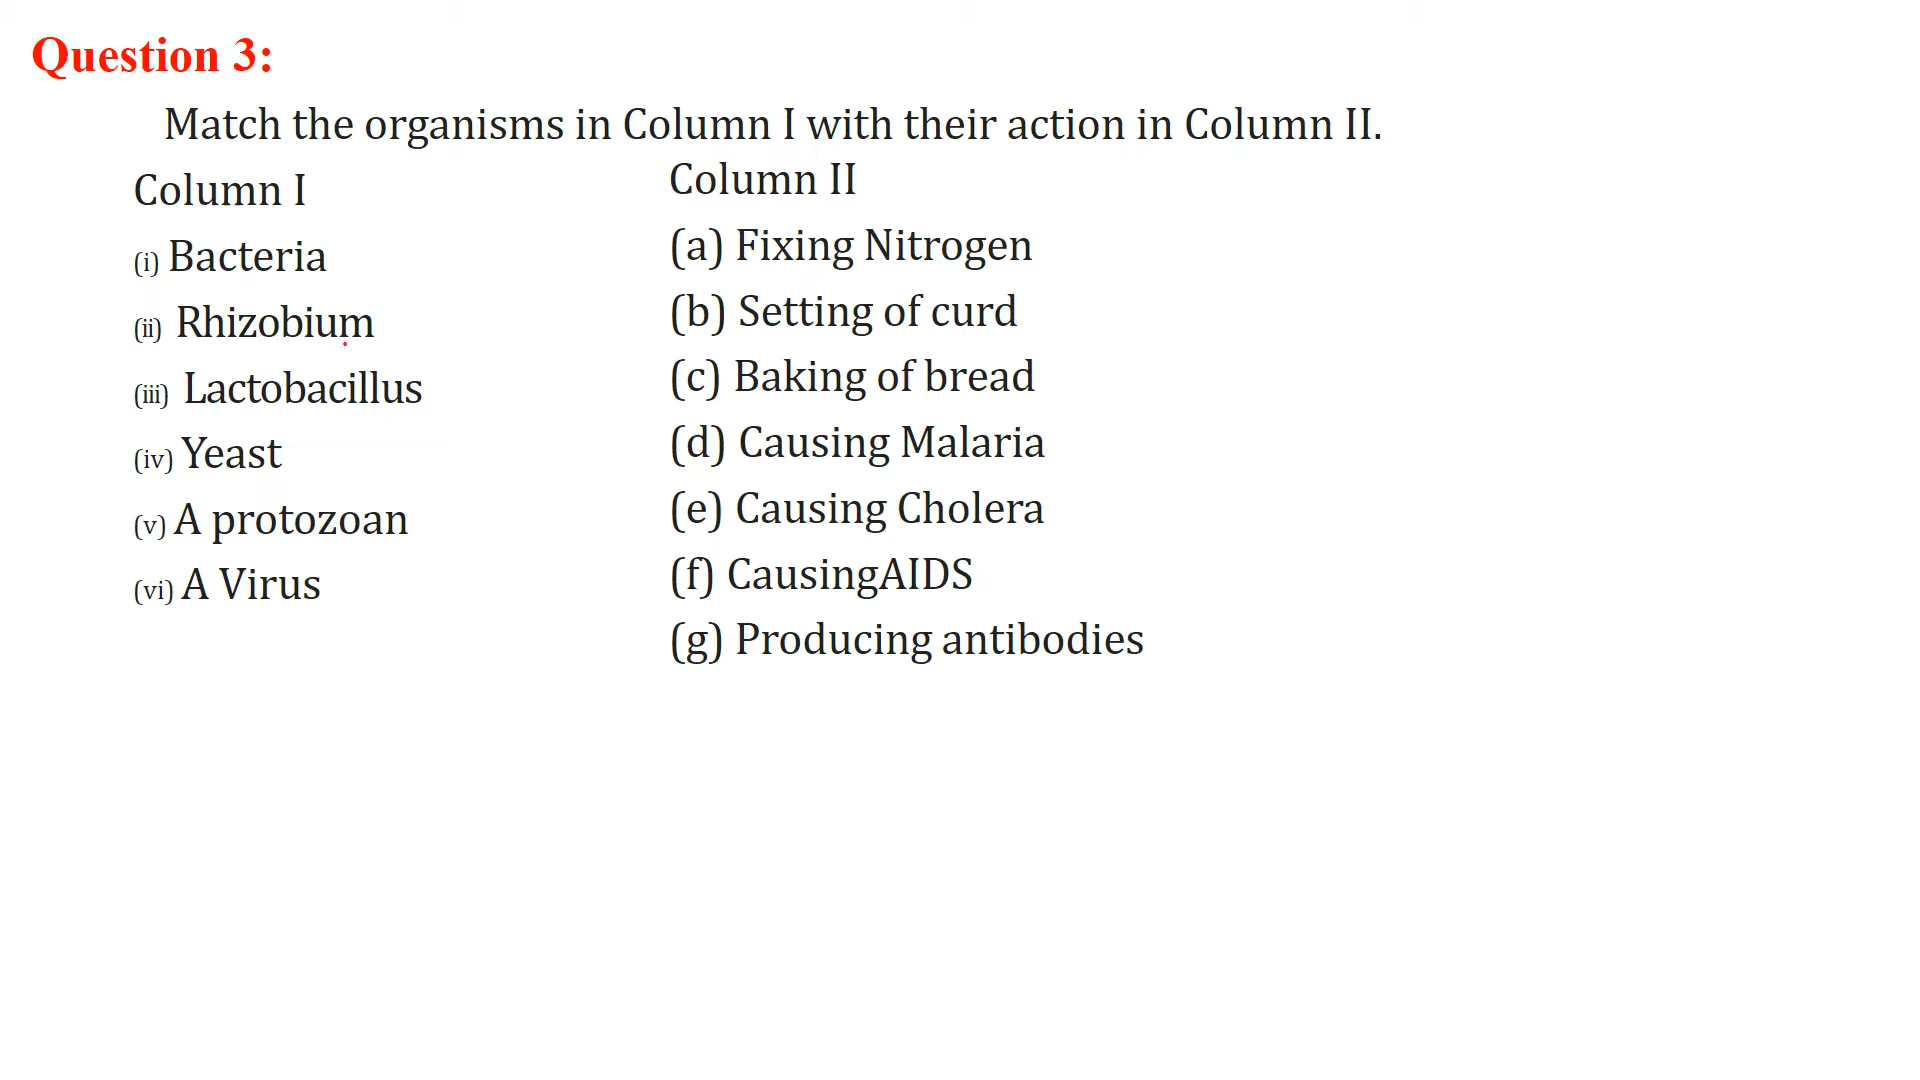 Question 3:
Match the organisms in Column I with their action in Column II.
Column I
(i) Bacteria
(ii) Rhizobium
(iii) Lactobacillus
(iv) Yeast
(v) A protozoan
(vi) A Virus
Column II
(a) Fixing Nitrogen
(b) Setting of curd
(c) Baking of bread
(d) Causing Malaria
(e) Causing Cholera
(f) CausingAIDS
(g) Producing antibodies